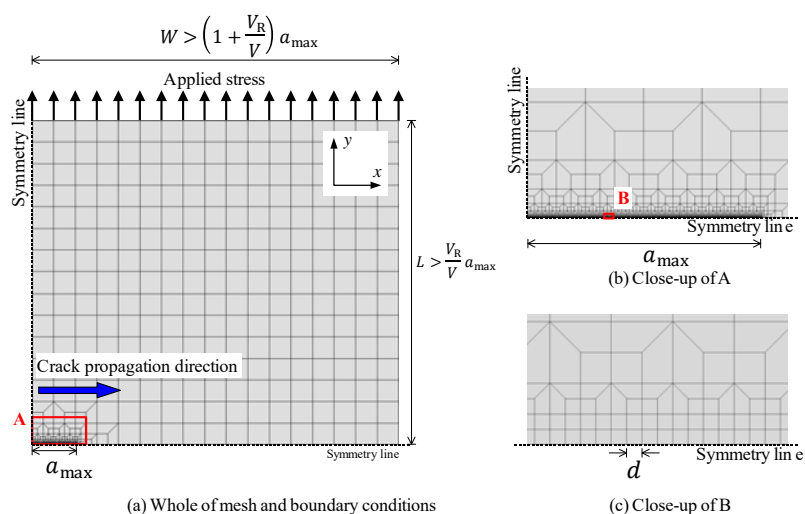 W > (1 + V_R/V) a_max
Applied stress
Symmetry line
y
x
L > V_R/V a_max
Crack propagation direction
A
a_max
Symmetry line
(a) Whole of mesh and boundary conditions
Symmetry line
B
Symmetry lin e
a_max
(b) Close-up of A
Symmetry lin e
d
(c) Close-up of B